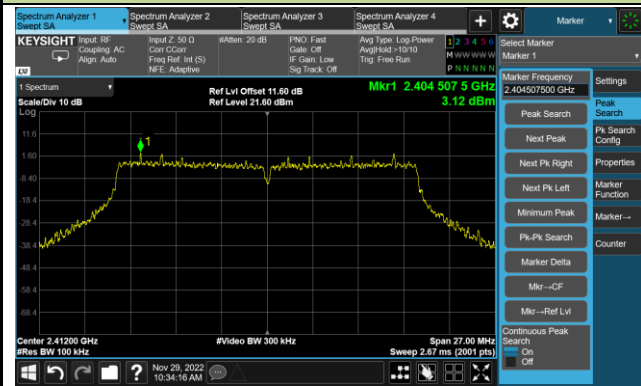 Spectrum Analyzer 1
Swept SA
Spectrum Analyzer 2
Swept SA
Spectrum Analyzer 3
Swept SA
Spectrum Analyzer 4
Swept SA
+
Marker
KEYSIGHT
LXI
Input: RF
Coupling: AC
Align: Auto
Input Z: 50 Ω
Corr CCorr
Freq Ref: Int (S)
NFE: Adaptive
#Atten: 20 dB
PNO: Fast
Gate: Off
IF Gain: Low
Sig Track: Off
Avg Type: Log-Power
Avg|Hold:>10/10
Trig: Free Run
1 2 3 4 5 6
M W W W W W
P N N N N N
Select Marker
Marker 1
1 Spectrum
Scale/Div 10 dB
Log
Ref Lvl Offset 11.60 dB
Ref Level 21.60 dBm
Mkr1 2.404 507 5 GHz
3.12 dBm
11.6
1.60
-8.40
-18.4
-28.4
-38.4
-48.4
-58.4
-68.4
1
Center 2.41200 GHz
#Res BW 100 kHz
#Video BW 300 kHz
Span 27.00 MHz
Sweep 2.67 ms (2001 pts)
Marker Frequency
2.404507500 GHz
Peak Search
Next Peak
Next Pk Right
Next Pk Left
Minimum Peak
Pk-Pk Search
Marker Delta
Mkr→CF
Mkr→Ref Lvl
Continuous Peak
Search
On
Off
Settings
Peak
Search
Pk Search
Config
Properties
Marker
Function
Marker→
Counter
?
Nov 29, 2022
10:34:16 AM